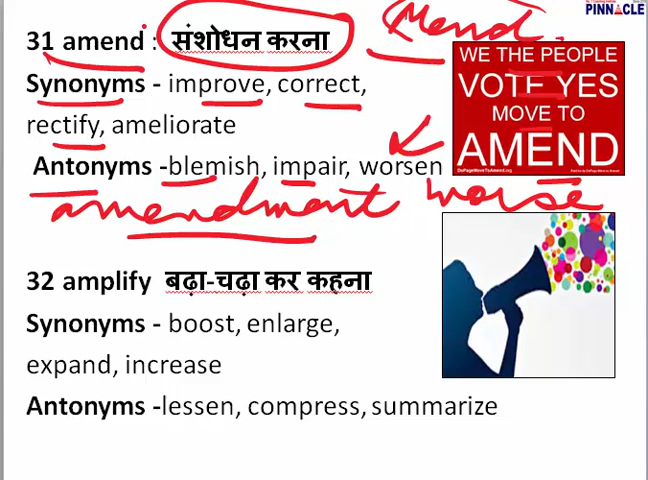 PINNACLE
Mend
31 amend : संशोधन करना
WE THE PEOPLE
VOTE YES
MOVE TO
AMEND
Synonyms - improve, correct,
rectify, ameliorate
Antonyms -blemish, impair, worsen
amendment worse
32 amplify बढ़ा-चढ़ा कर कहना
Synonyms - boost, enlarge,
expand, increase
Antonyms -lessen, compress, summarize